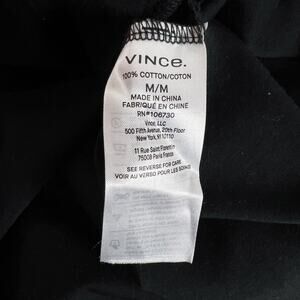 VINCE.
100% COTTON/COTON
M/M
MADE IN CHINA
FABRIQUÉ EN CHINE
RN#106730
Vince, LLC
500 Fifth Avenue, 20th Floor
New York, NY 10110
11 Rue Saint Florentin
75008 Paris France
SEE REVERSE FOR CARE
VOIR AU VERSO POUR LES SOINS